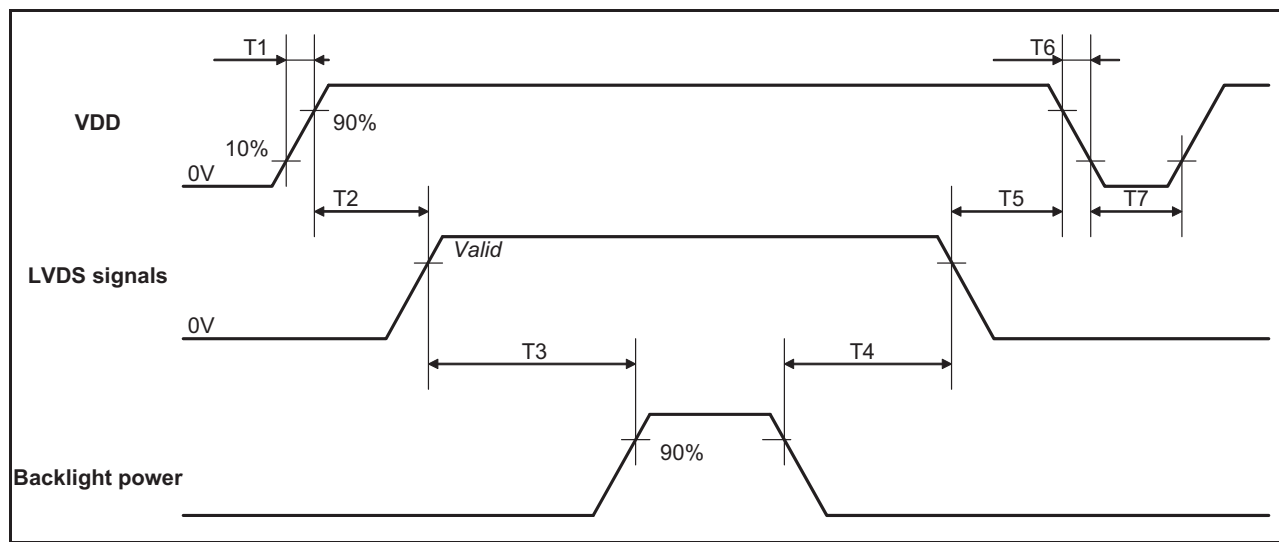 T1
T6
VDD
90%
10%
0V
T2
T5
T7
Valid
LVDS signals
0V
T3
T4
90%
Backlight power